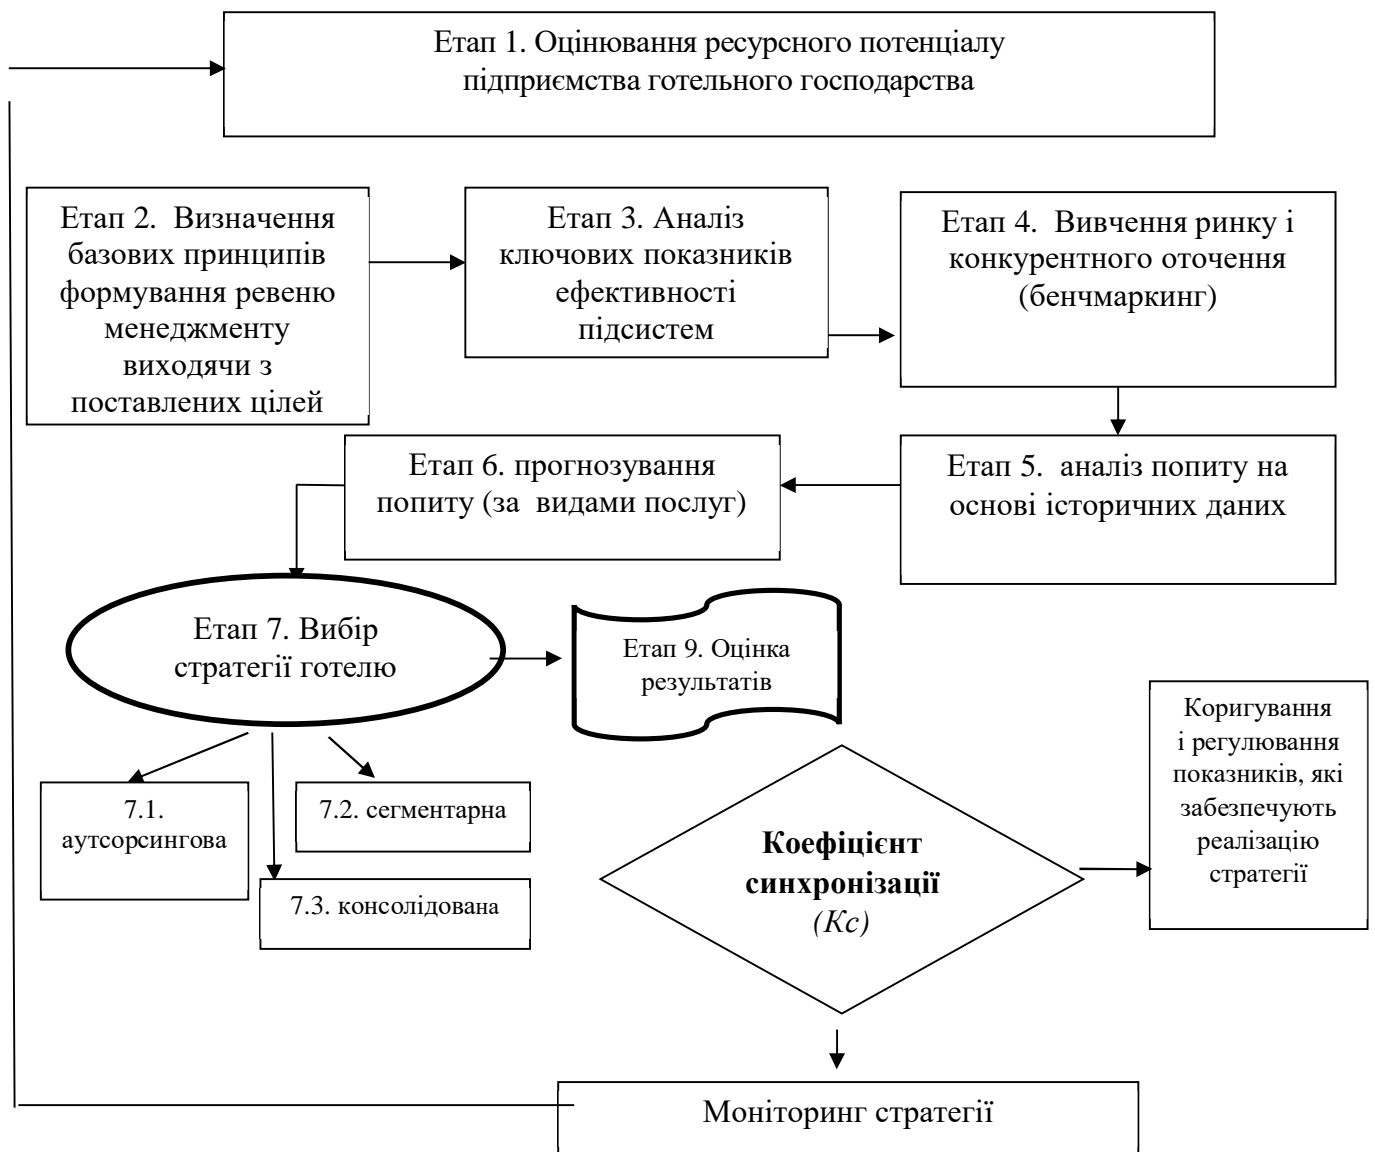 Етап 1. Оцінювання ресурсного потенціалу
підприємства готельного господарства
Етап 2. Визначення
базових принципів
формування ревеню
менеджменту
виходячи з
поставлених цілей
Етап 3. Аналіз
ключових показників
ефективності
підсистем
Етап 4. Вивчення ринку і
конкурентного оточення
(бенчмаркинг)
Етап 6. прогнозування
попиту (за видами послуг)
Етап 5. аналіз попиту на
основі історичних даних
Етап 7. Вибір
стратегії готелю
Етап 9. Оцінка
результатів
Коригування
і регулювання
показників, які
забезпечують
реалізацію
стратегії
7.1.
аутсорсингова
7.2. сегментарна
7.3. консолідована
Коефіцієнт
синхронізації
(Кс)
Моніторинг стратегії